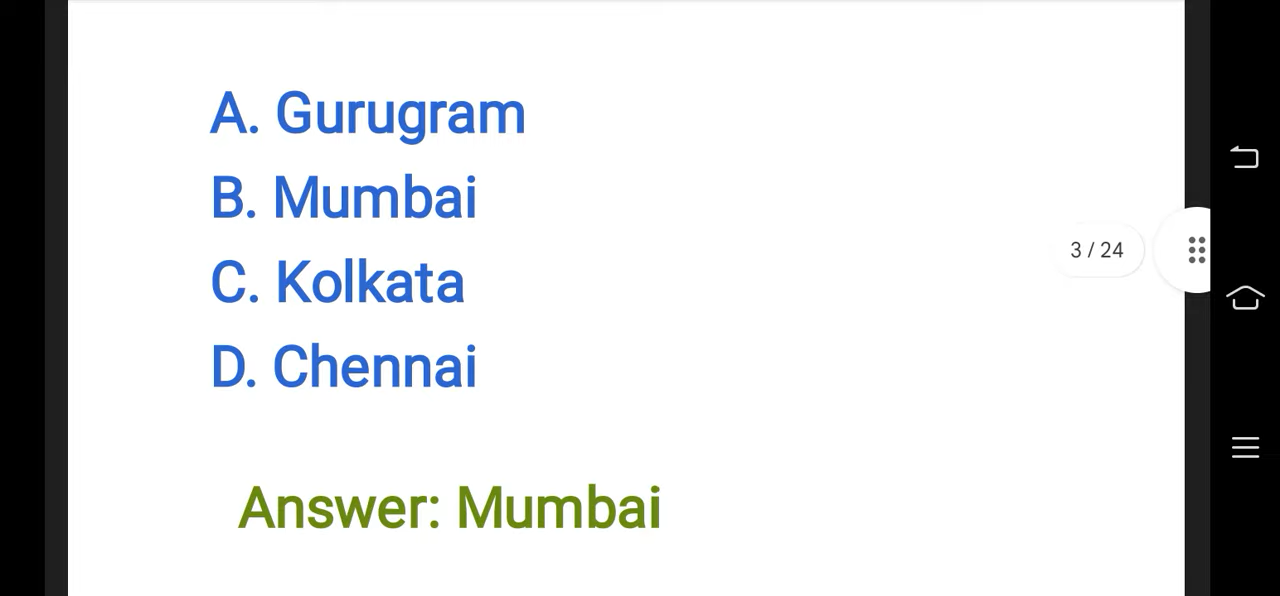 A. Gurugram
B. Mumbai
3 / 24
C. Kolkata
D. Chennai
Answer: Mumbai